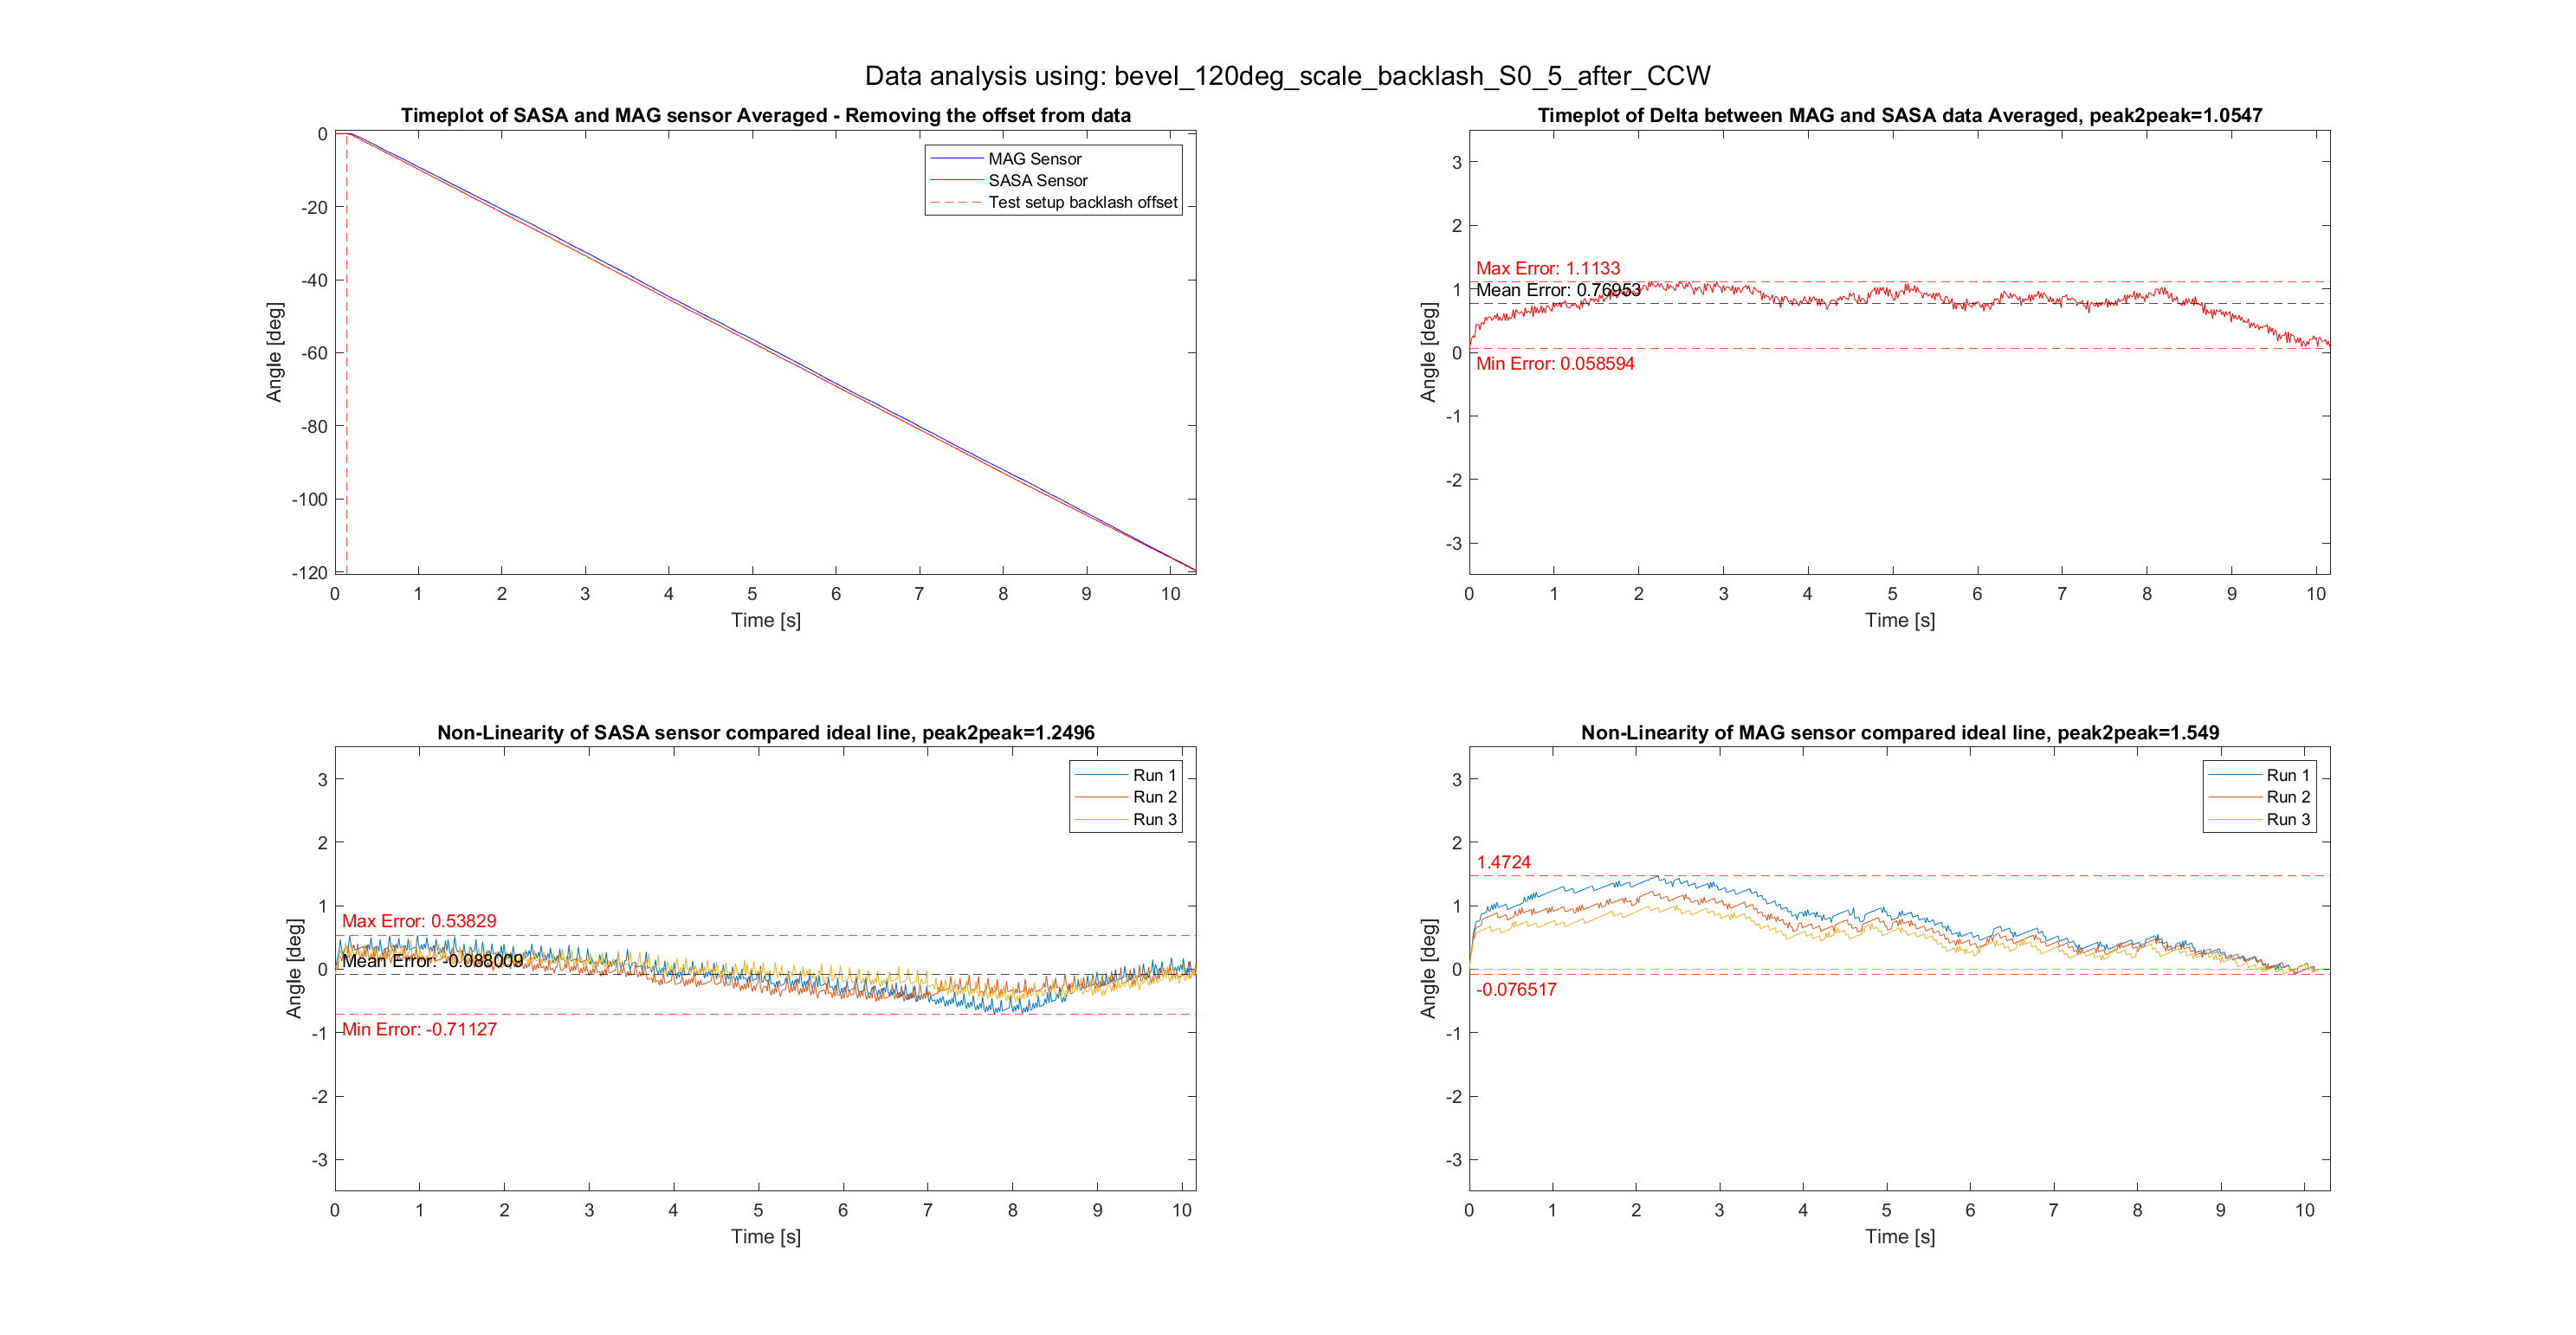 Data analysis using: bevel_120deg_scale_backlash_S0_5_after_CCW
Timeplot of SASA and MAG sensor Averaged - Removing the offset from data
0
-20
-40
-60
-80
-100
-120
Angle [deg]
MAG Sensor
SASA Sensor
Test setup backlash offset
0 1 2 3 4 5 6 7 8 9 10
Time [s]
Timeplot of Delta between MAG and SASA data Averaged, peak2peak=1.0547
3
2
1
0
-1
-2
-3
Angle [deg]
Max Error: 1.1133
Mean Error: 0.76953
Min Error: 0.058594
0 1 2 3 4 5 6 7 8 9 10
Time [s]
Non-Linearity of SASA sensor compared ideal line, peak2peak=1.2496
3
2
1
0
-1
-2
-3
Angle [deg]
Run 1
Run 2
Run 3
Max Error: 0.53829
Mean Error: -0.088009
Min Error: -0.71127
0 1 2 3 4 5 6 7 8 9 10
Time [s]
Non-Linearity of MAG sensor compared ideal line, peak2peak=1.549
3
2
1
0
-1
-2
-3
Angle [deg]
Run 1
Run 2
Run 3
1.4724
-0.076517
0 1 2 3 4 5 6 7 8 9 10
Time [s]